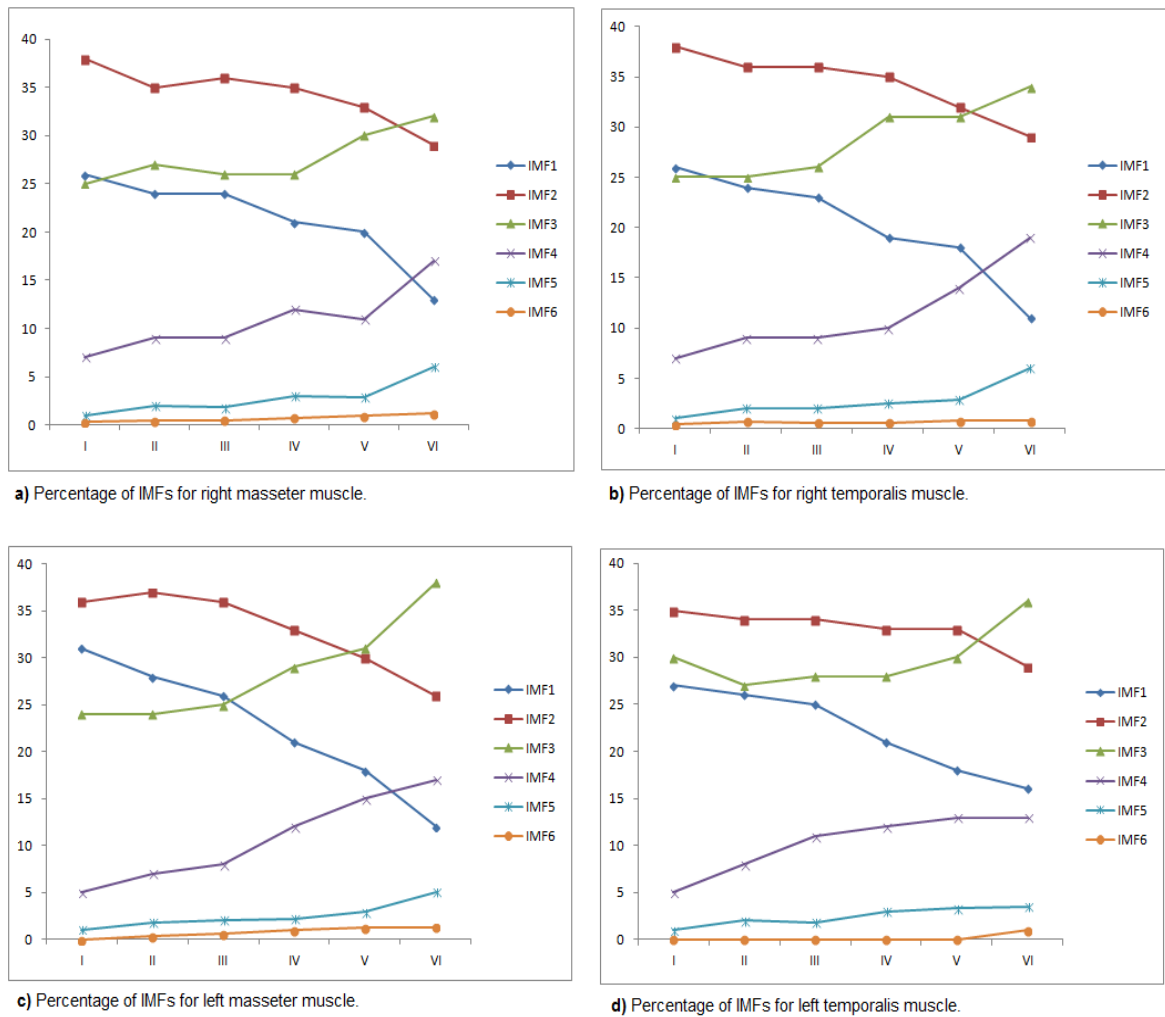 40
35
30
25
20
15
10
5
0
I II III IV V VI
IMF1
IMF2
IMF3
IMF4
IMF5
IMF6
a) Percentage of IMFs for right masseter muscle.
40
35
30
25
20
15
10
5
0
I II III IV V VI
IMF1
IMF2
IMF3
IMF4
IMF5
IMF6
b) Percentage of IMFs for right temporalis muscle.
40
35
30
25
20
15
10
5
0
I II III IV V VI
IMF1
IMF2
IMF3
IMF4
IMF5
IMF6
c) Percentage of IMFs for left masseter muscle.
40
35
30
25
20
15
10
5
0
I II III IV V VI
IMF1
IMF2
IMF3
IMF4
IMF5
IMF6
d) Percentage of IMFs for left temporalis muscle.